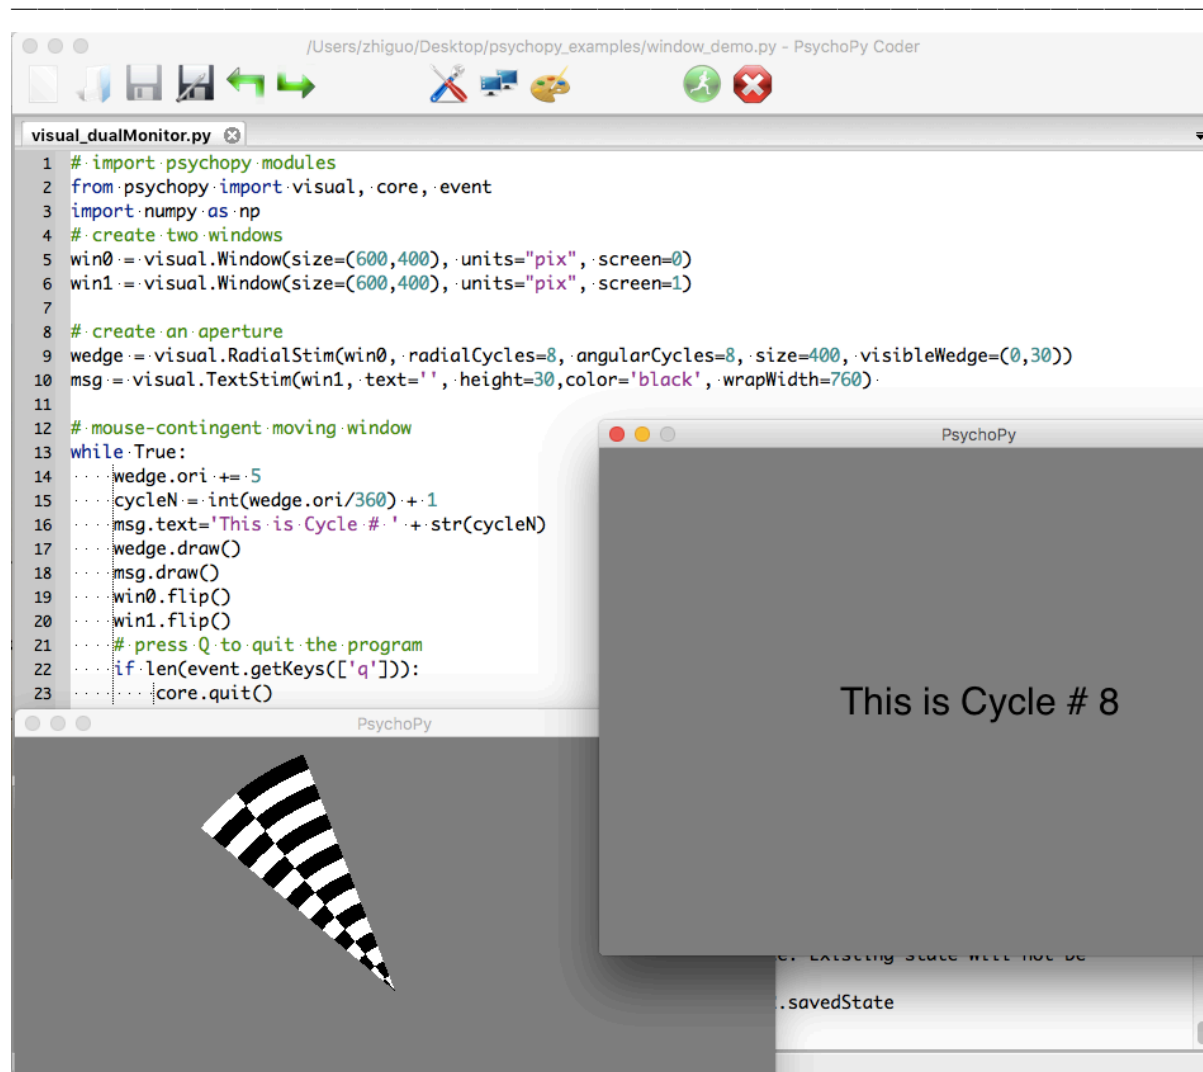 /Users/zhiguo/Desktop/psychopy_examples/window_demo.py - PsychoPy Coder
visual_dualMonitor.py
1 # import psychopy modules
2 from psychopy import visual, core, event
3 import numpy as np
4 # create two windows
5 win0 = visual.Window(size=(600,400), units="pix", screen=0)
6 win1 = visual.Window(size=(600,400), units="pix", screen=1)
7
8 # create an aperture
9 wedge = visual.RadialStim(win0, radialCycles=8, angularCycles=8, size=400, visibleWedge=(0,30))
10 msg = visual.TextStim(win1, text='', height=30,color='black', wrapWidth=760)
11
12 # mouse-contingent moving window
13 while True:
14     wedge.ori += 5
15     cycleN = int(wedge.ori/360) + 1
16     msg.text='This is Cycle # ' + str(cycleN)
17     wedge.draw()
18     msg.draw()
19     win0.flip()
20     win1.flip()
21     # press Q to quit the program
22     if len(event.getKeys(['q'])):
23         core.quit()
PsychoPy
This is Cycle # 8
PsychoPy
e. Existing state will not be
.savedState